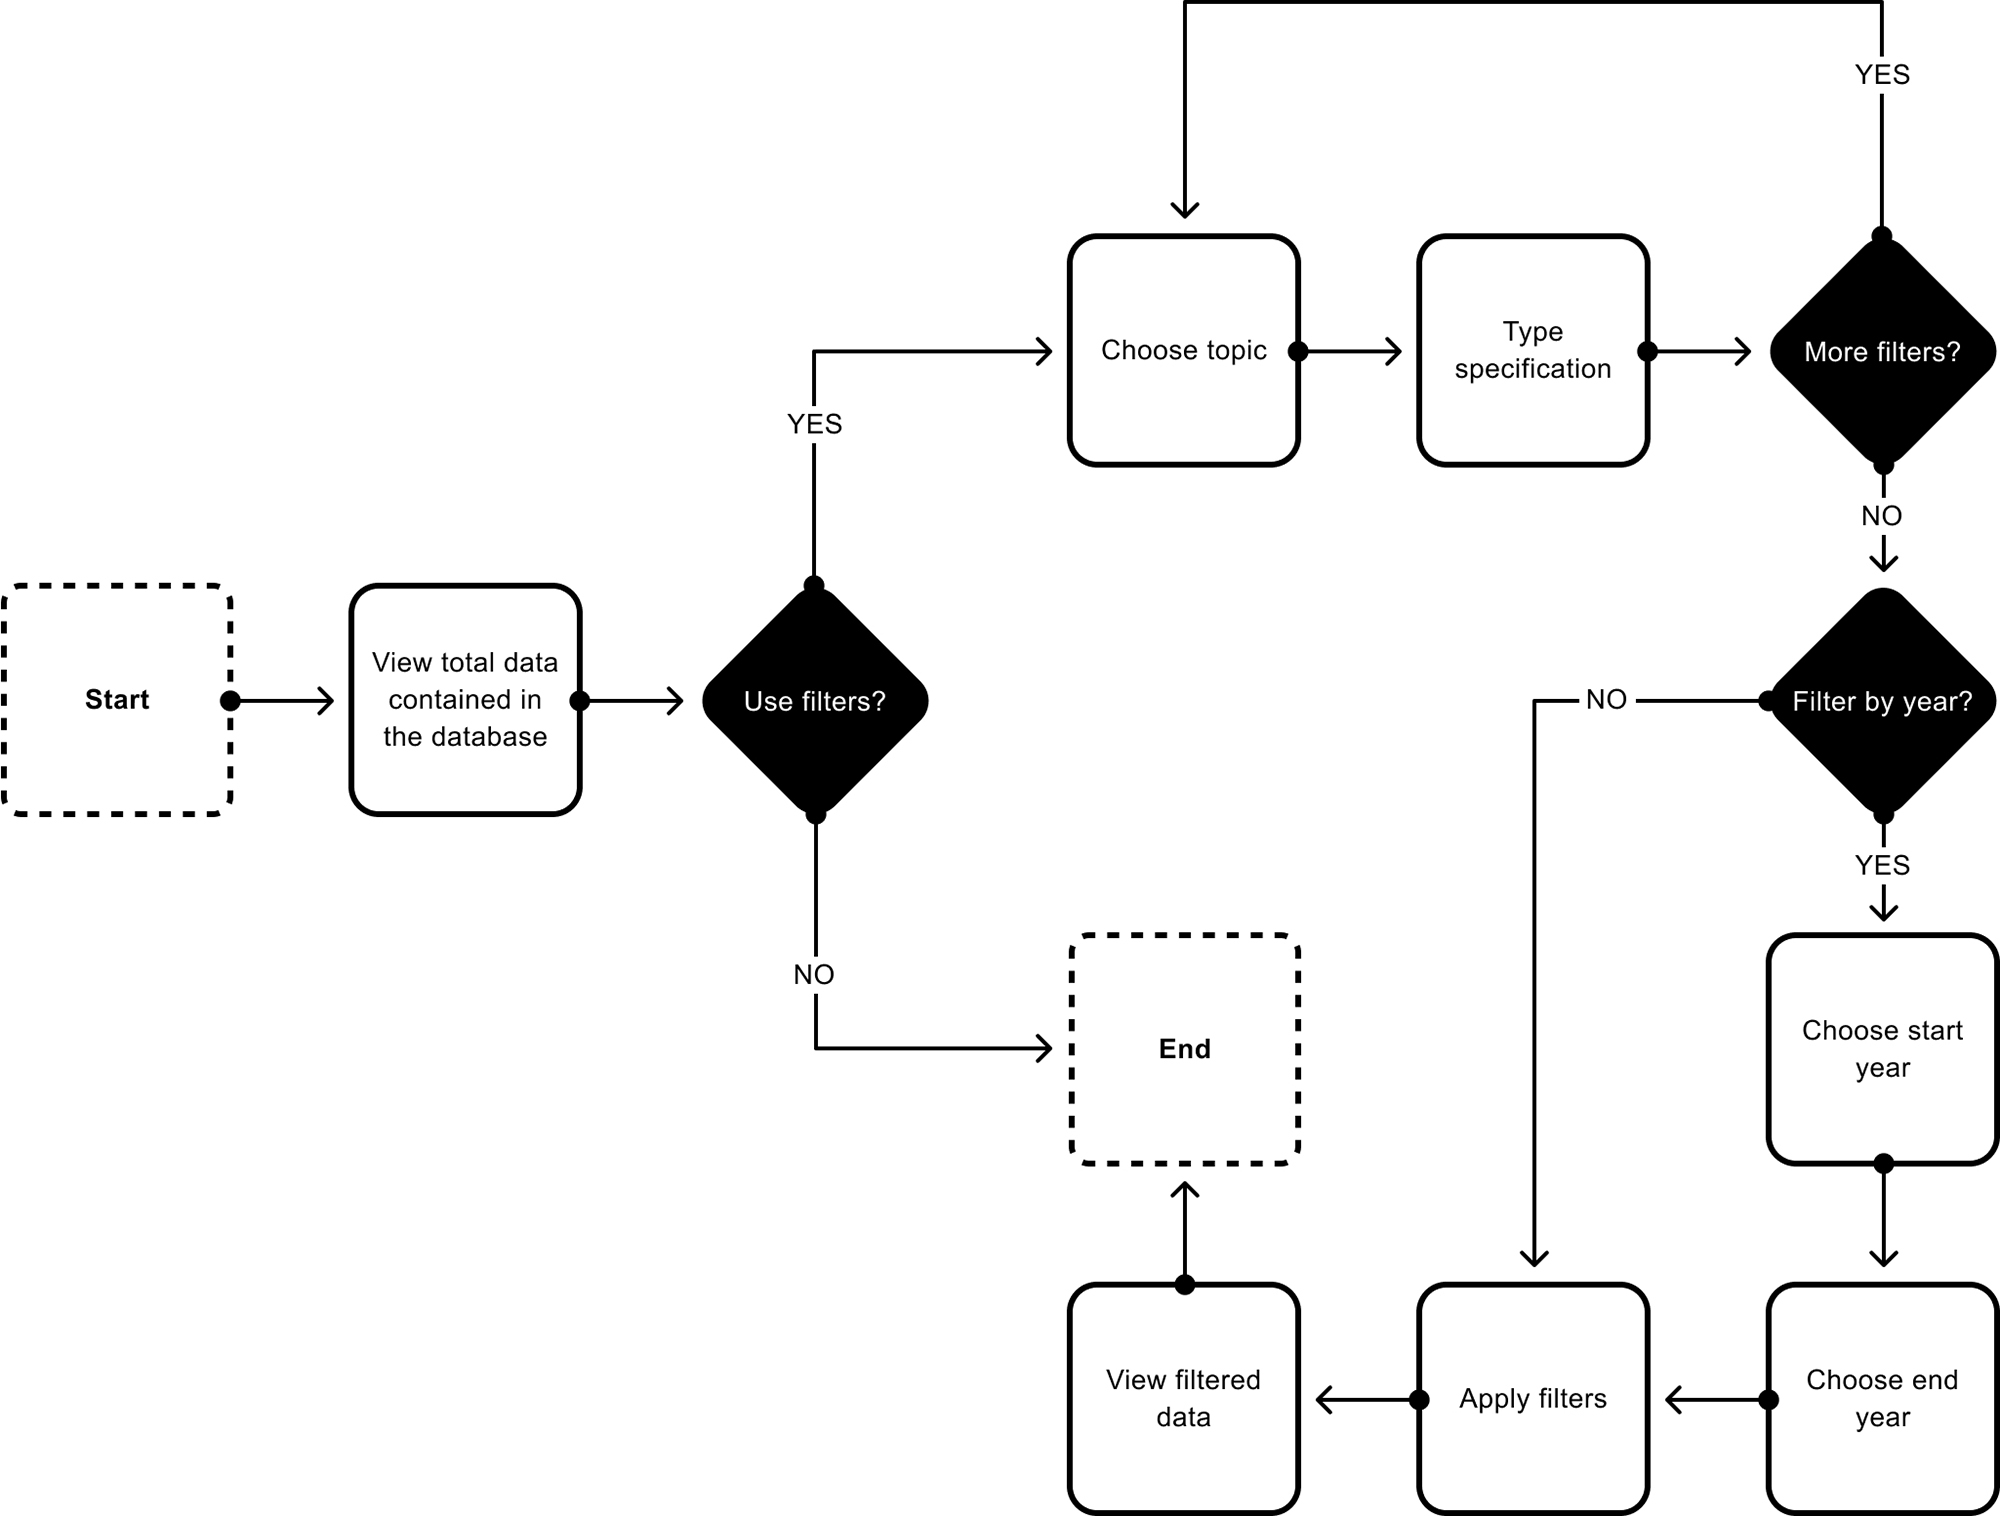 YES
Choose topic
Type
specification
More filters?
YES
NO
Start
View total data
contained in
the database
Use filters?
NO
Filter by year?
YES
NO
End
Choose start
year
View filtered
data
Apply filters
Choose end
year